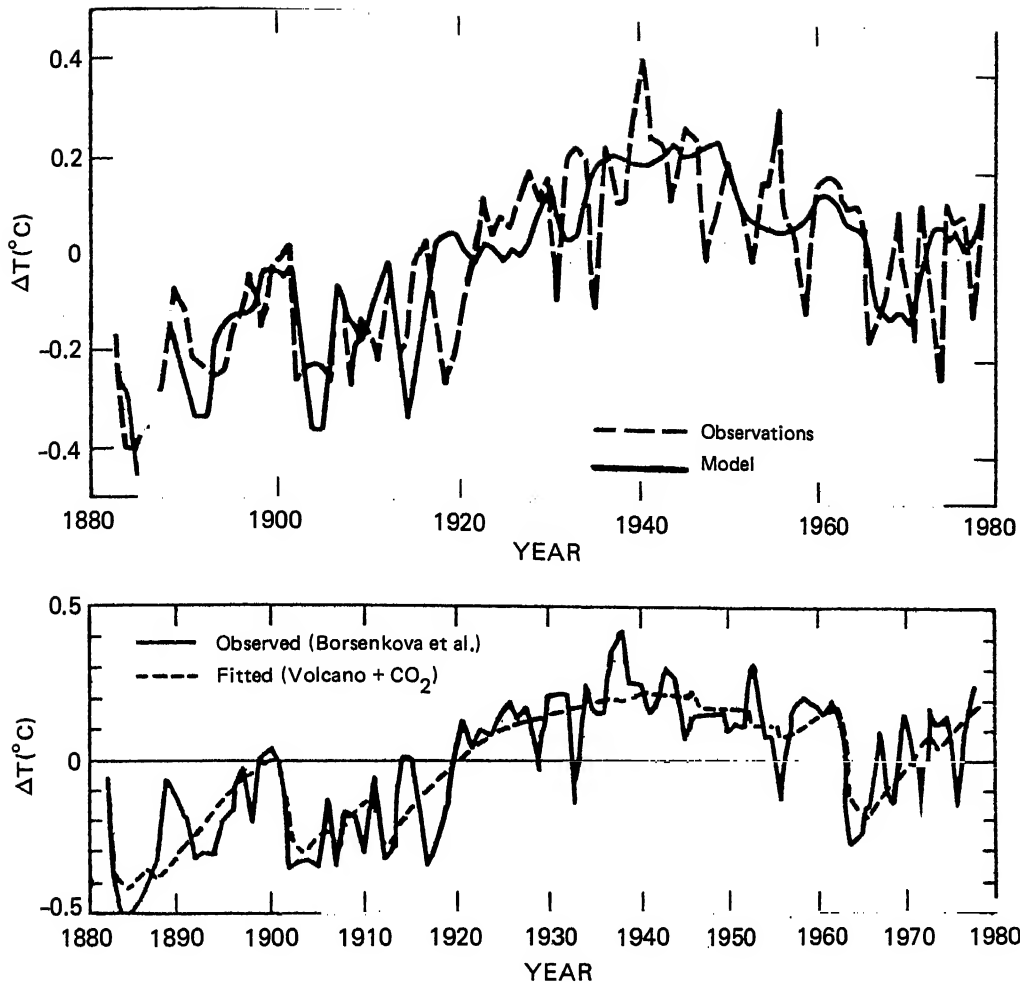 0.4
0.2
0
-0.2
-0.4
ΔT(°C)
Observations
Model
1880 1900 1920 1940 1960 1980
YEAR
0.5
0
-0.5
ΔT(°C)
Observed (Borsenkova et al.)
Fitted (Volcano + CO2)
1880 1890 1900 1910 1920 1930 1940 1950 1960 1970 1980
YEAR